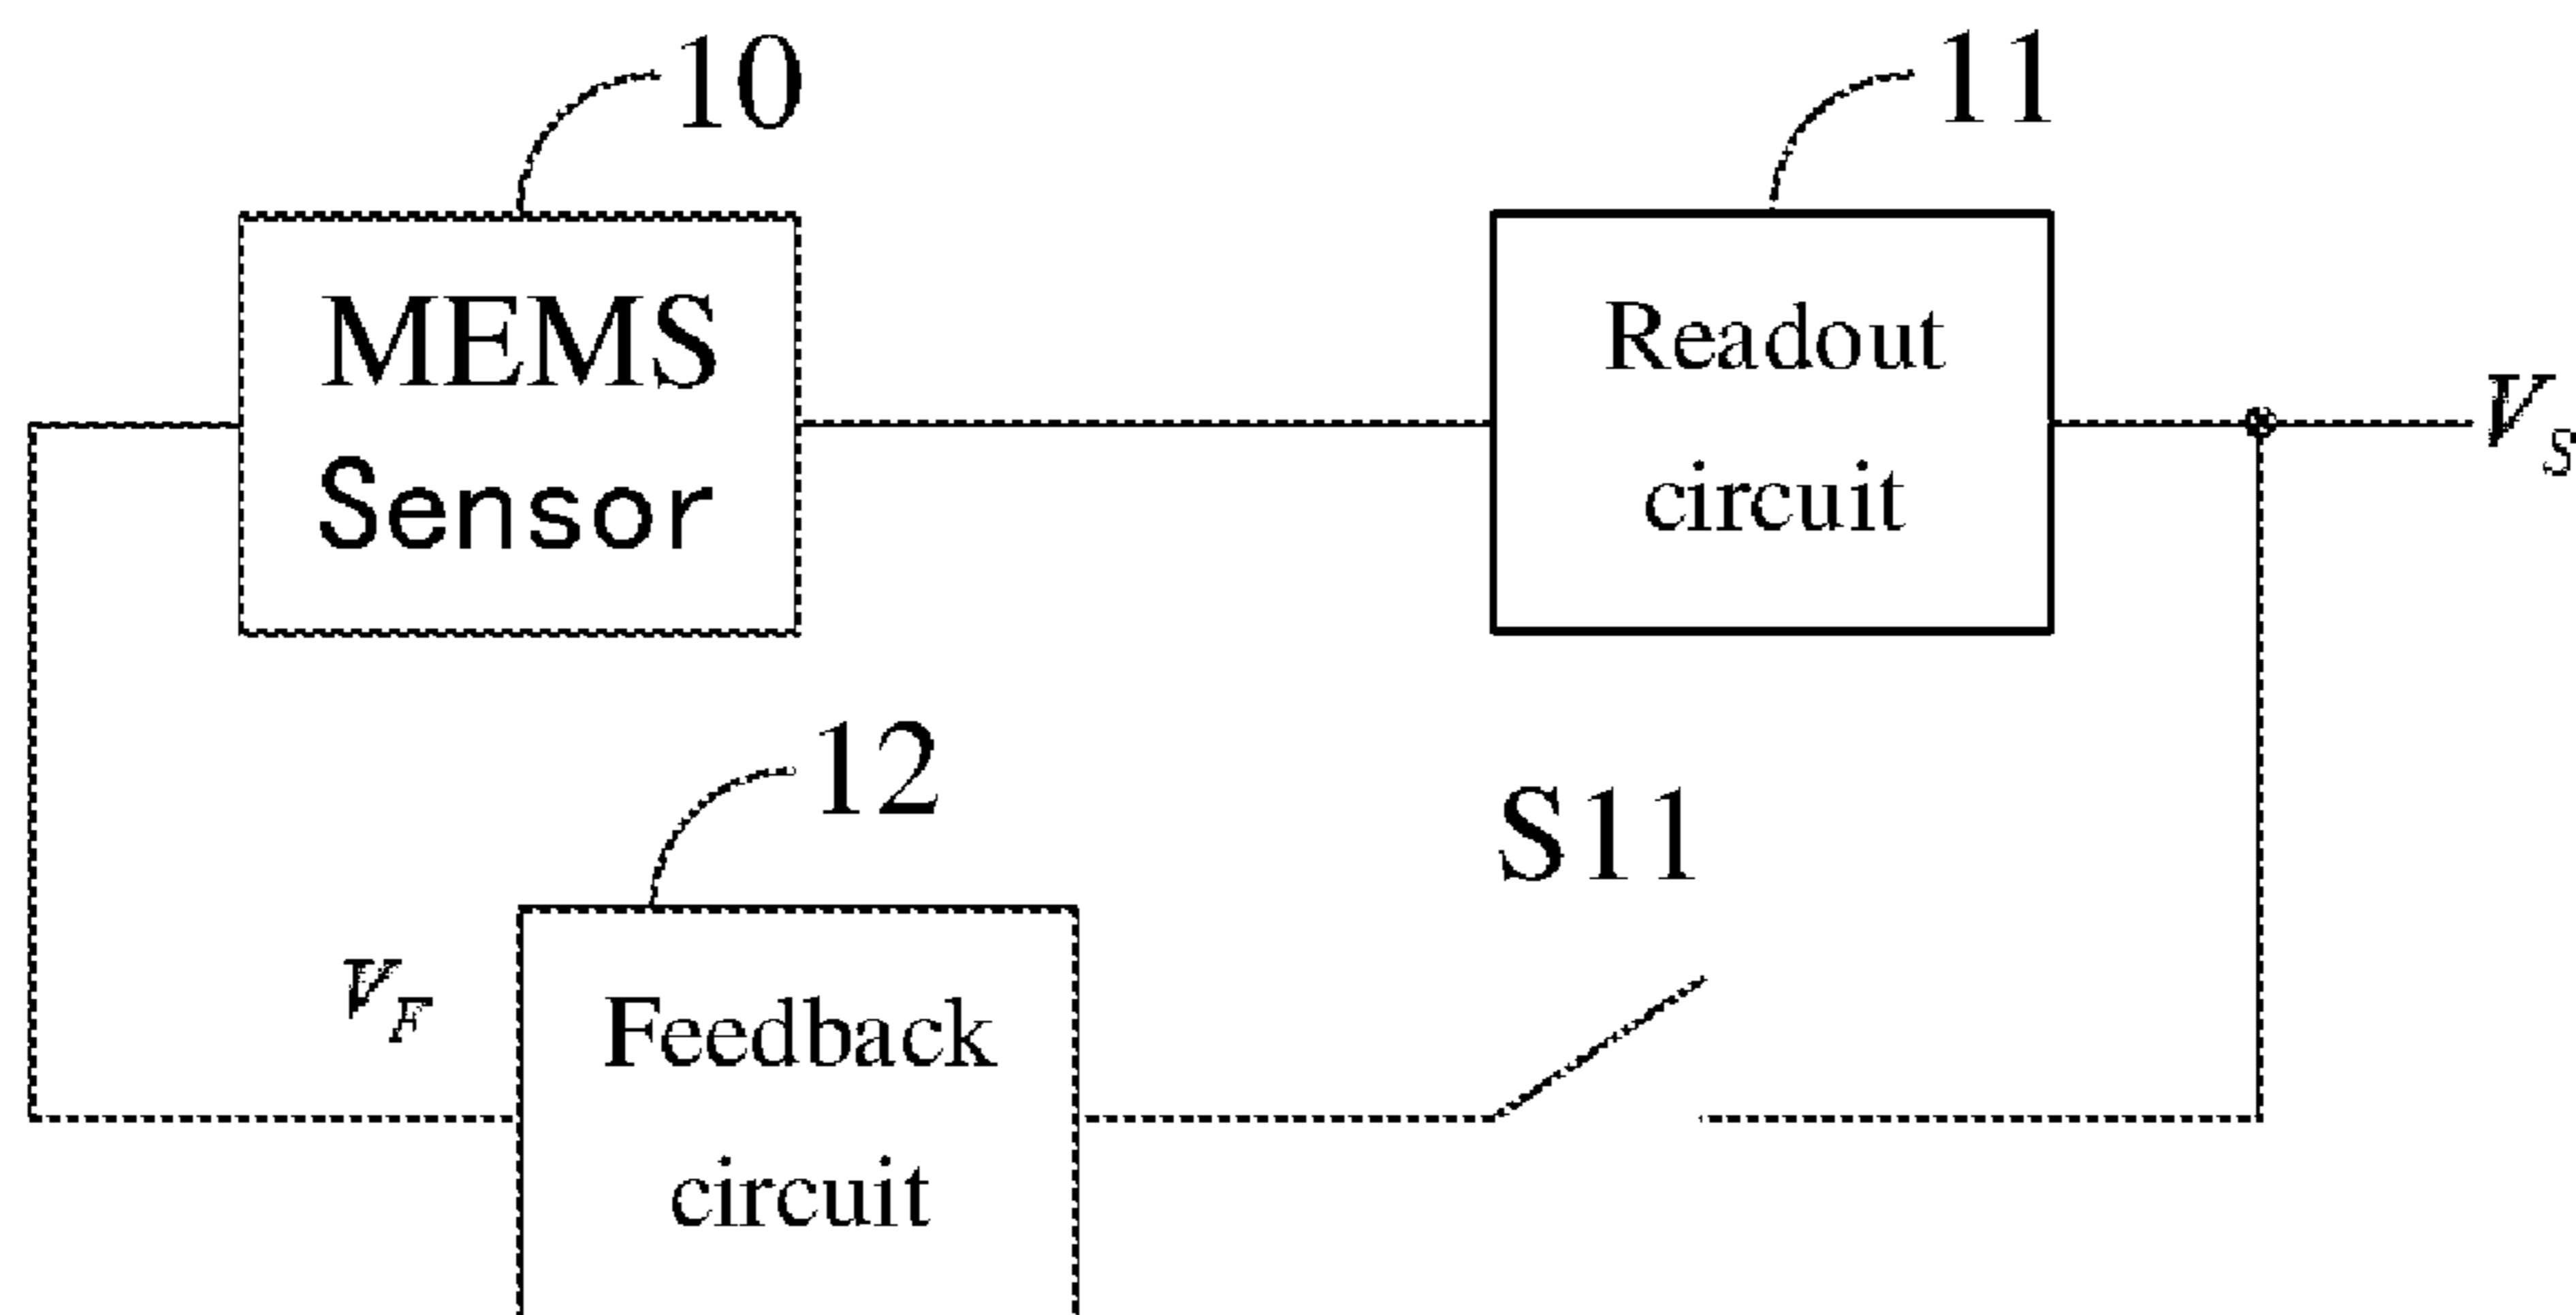 10
11
MEMS
Sensor
Readout
circuit
V_S
12
S11
V_F
Feedback
circuit